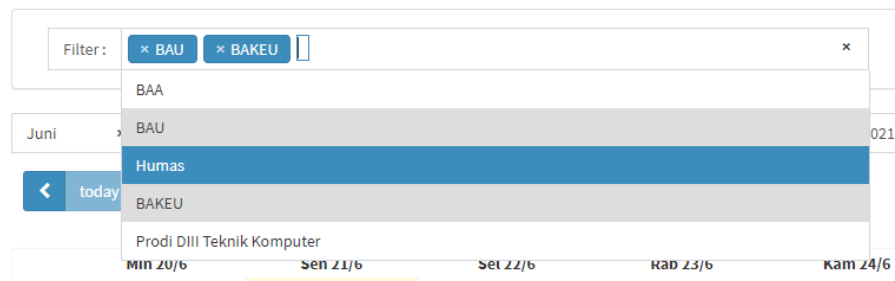 Filter : × BAU × BAKEU ×
BAA
BAU
Juni × 021
Humas
today
BAKEU
Prodi DIII Teknik Komputer
Min 20/6 Sen 21/6 Sel 22/6 Rab 23/6 Kam 24/6